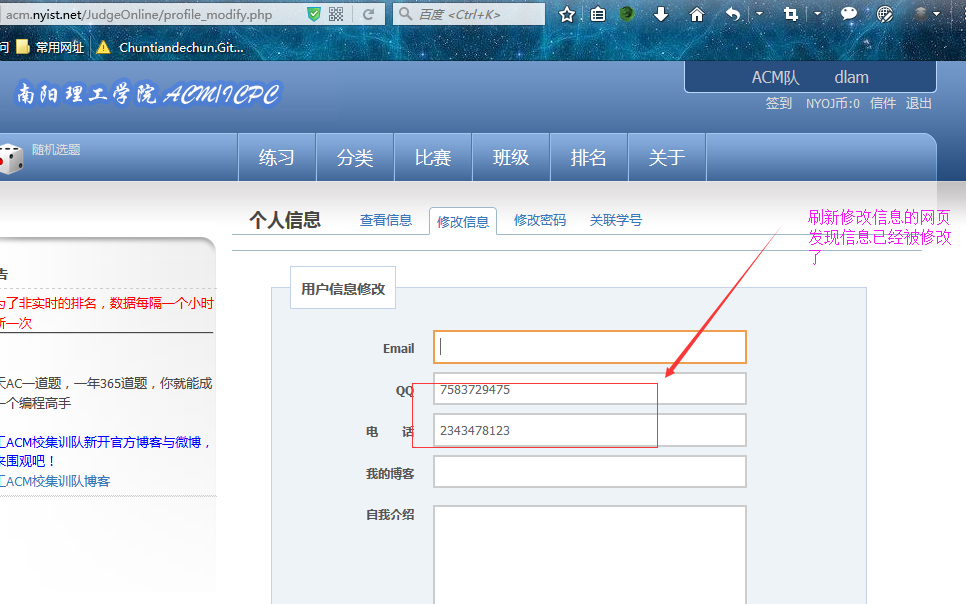 acm.nyist.net/JudgeOnline/profile_modify.php
百度 <Ctrl+K>
问 常用网址 Chuntiandechun.Git...
南阳理工学院 ACM/ICPC
ACM队 dlam
签到 NYOJ币:0 信件 退出
随机选题
练习 分类 比赛 班级 排名 关于
个人信息 查看信息 修改信息 修改密码 关联学号
刷新修改信息的网页
发现信息已经被修改
了
告
为了非实时的排名，数据每隔一个小时
新一次
天AC一道题，一年365道题，你就能成
一个编程高手
ACM校集训队新开官方博客与微博，
来围观吧！
ACM校集训队博客
用户信息修改
Email
QQ 7583729475
电 话 2343478123
我的博客
自我介绍